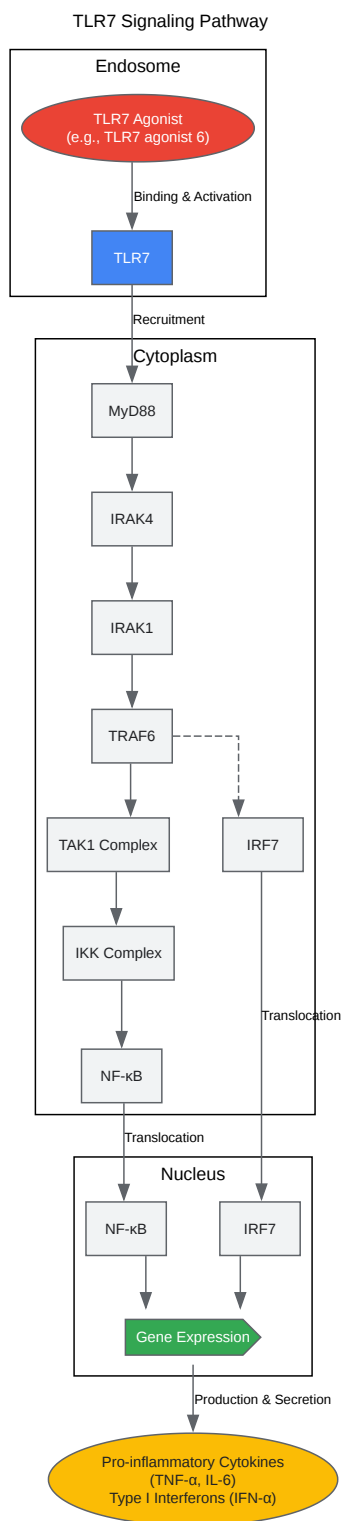 TLR7 Signaling Pathway
Endosome
TLR7 Agonist
(e.g., TLR7 agonist 6)
Binding & Activation
TLR7
Recruitment
Cytoplasm
MyD88
IRAK4
IRAK1
TRAF6
TAK1 Complex
IRF7
IKK Complex
Translocation
NF-κB
Translocation
Nucleus
NF-κB
IRF7
Gene Expression
Production & Secretion
Pro-inflammatory Cytokines
(TNF-α, IL-6)
Type I Interferons (IFN-α)